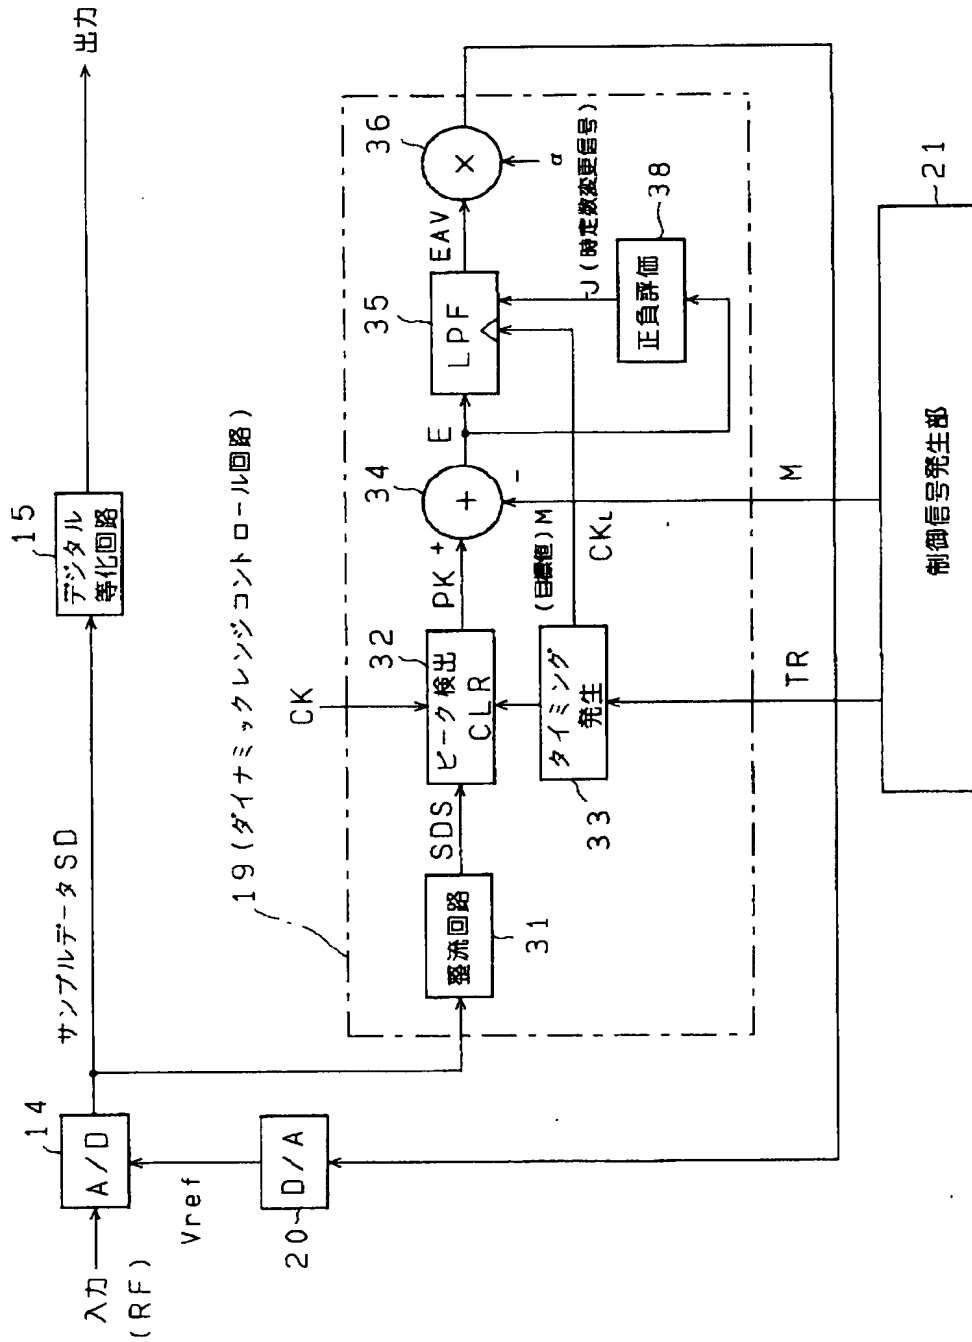 入力
(RF)
14
A/D
Vref
20
D/A
サンプルデータSD
15
デジタル
等化回路
出力
19(ダイナミックレンジコントロール回路)
整流回路
31
SDS
CK
32
ピーク検出
CLR
タイミング
発生
33
PK
+
34
+
-
(目標値)M
CKL
E
35
LPF
EAV
36
×
α
J(時定数変更信号)
正負評価
38
TR
M
制御信号発生部
21